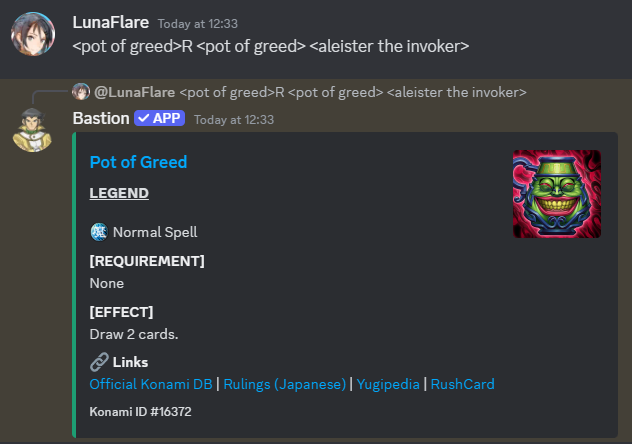 LunaFlare Today at 12:33
<pot of greed>R <pot of greed> <aleister the invoker>
@LunaFlare <pot of greed>R <pot of greed> <aleister the invoker>
Bastion ✓ APP Today at 12:33
Pot of Greed
LEGEND
魔 Normal Spell
[REQUIREMENT]
None
[EFFECT]
Draw 2 cards.
🔗 Links
Official Konami DB | Rulings (Japanese) | Yugipedia | RushCard
Konami ID #16372